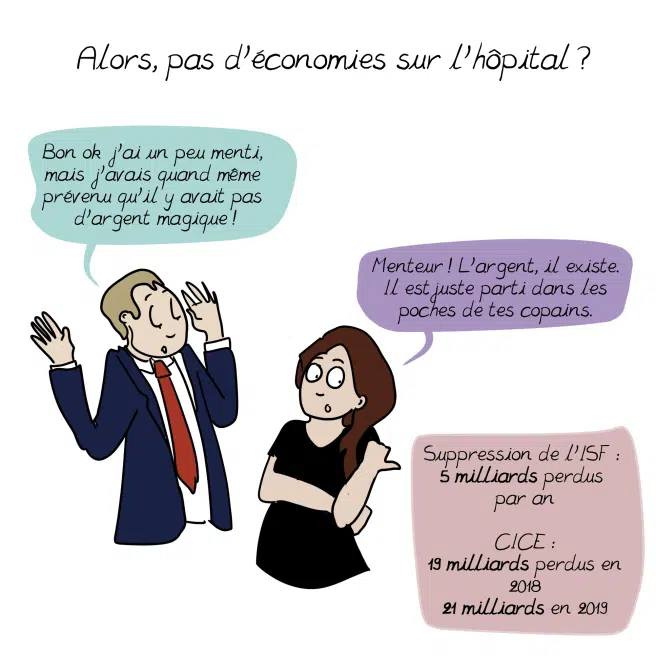 Alors, pas d'économies sur l'hôpital ?
Bon ok j'ai un peu menti,
mais j'avais quand même
prévenu qu'il y avait pas
d'argent magique !
Menteur ! L'argent, il existe.
Il est juste parti dans les
poches de tes copains.
Suppression de l'ISF :
5 milliards perdus
par an
CICE :
19 milliards perdus en
2018
21 milliards en 2019